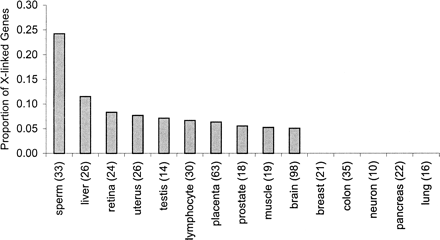 Proportion of X-linked Genes
0.30
0.25
0.20
0.15
0.10
0.05
0.00
sperm (33)
liver (26)
retina (24)
uterus (26)
testis (14)
lymphocyte (30)
placenta (63)
prostate (18)
muscle (19)
brain (98)
breast (21)
colon (35)
neuron (10)
pancreas (22)
lung (16)